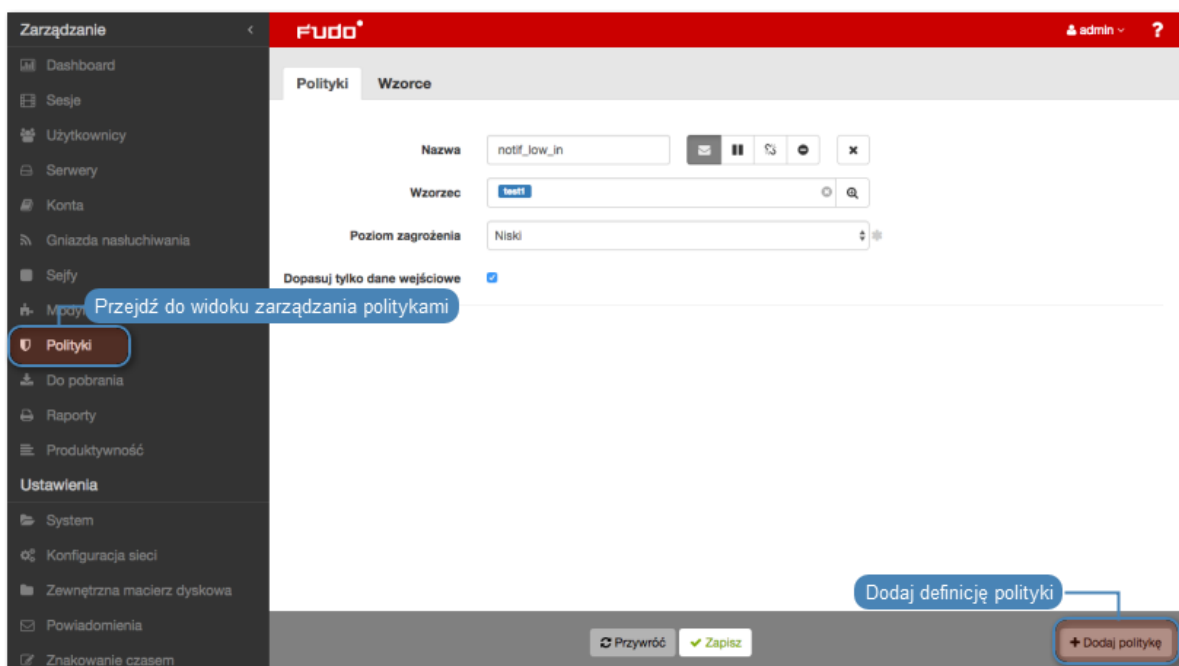 Zarządzanie
Fudo
admin
?
Dashboard
Sesje
Użytkownicy
Serwery
Konta
Gniazda nasłuchiwania
Sejfy
Polityki
Do pobrania
Raporty
Produktywność
Ustawienia
System
Konfiguracja sieci
Zewnętrzna macierz dyskowa
Powiadomienia
Znakowanie czasem
Polityki Wzorce
Nazwa notif_low_in
Wzorzec test1
Poziom zagrożenia Niski
Dopasuj tylko dane wejściowe
Przejdź do widoku zarządzania politykami
Dodaj definicję polityki
Przywróć Zapisz
+ Dodaj politykę